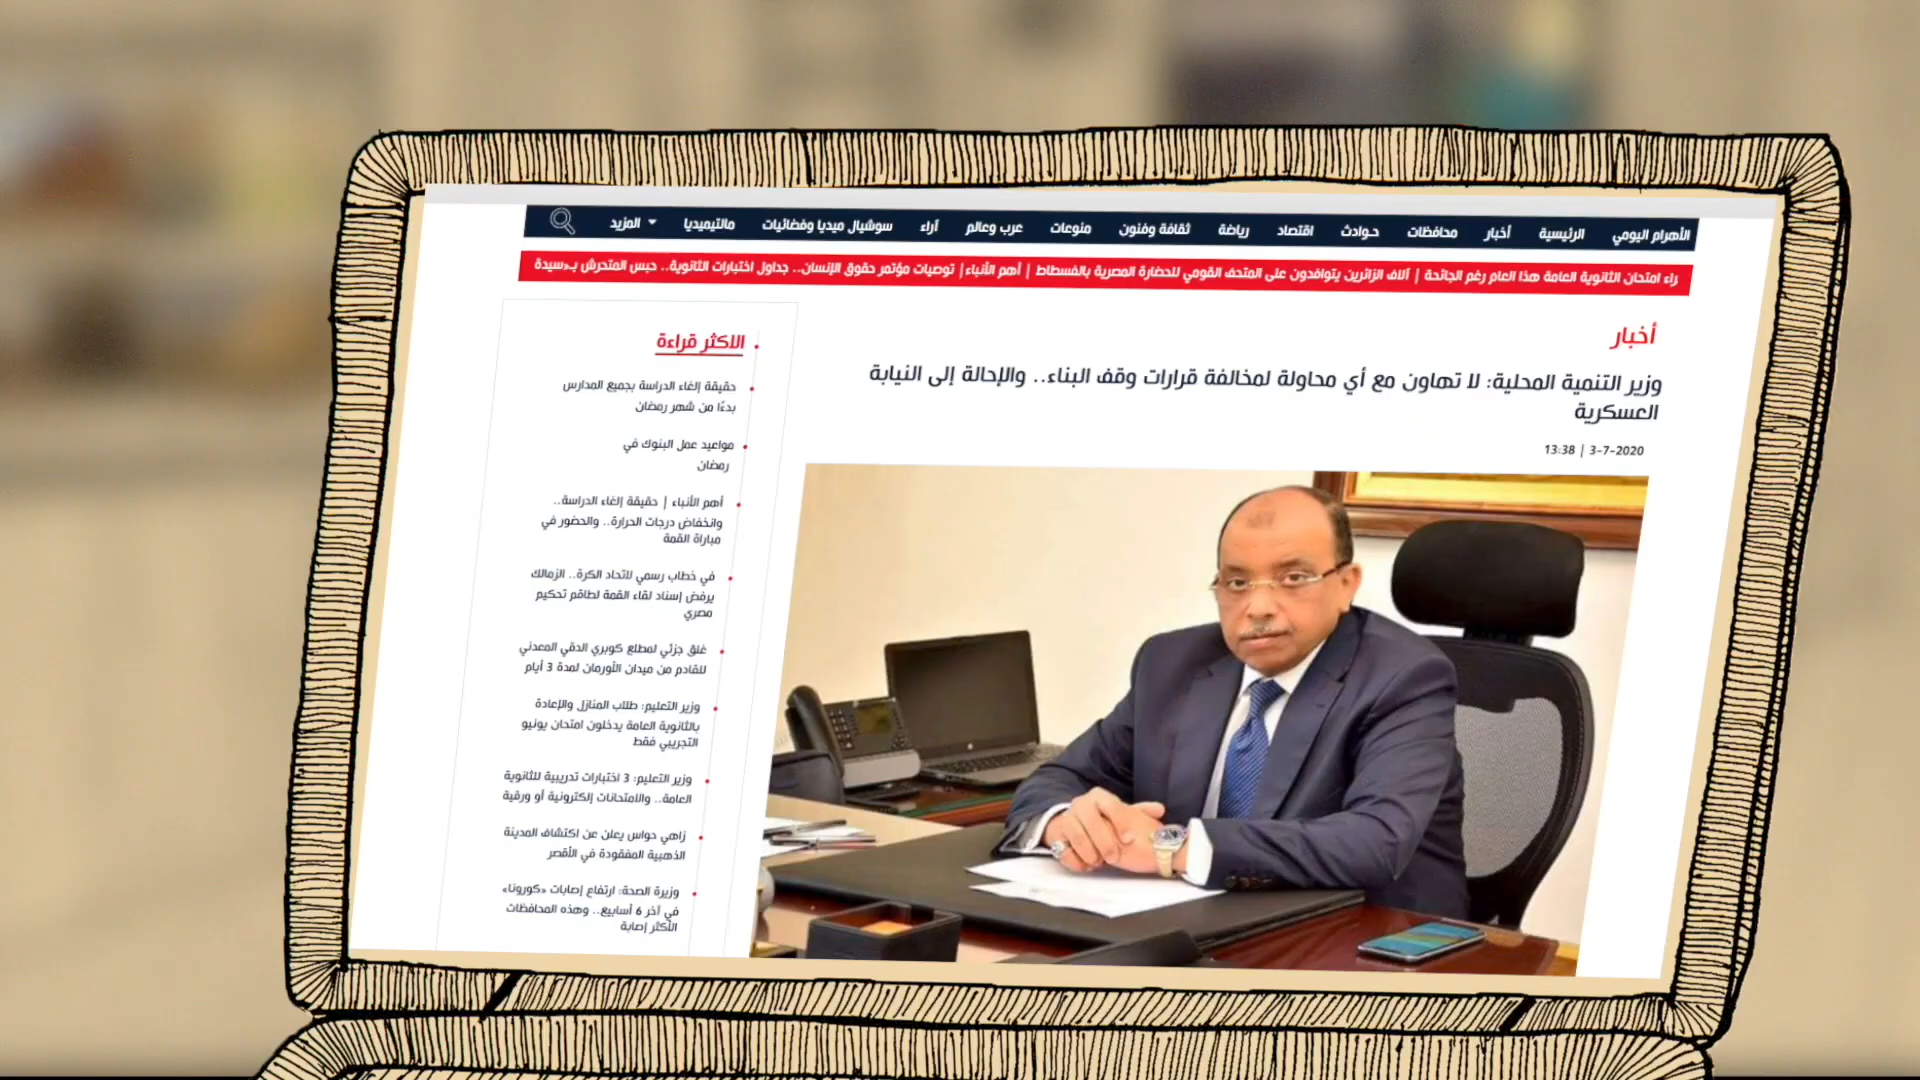 الأهرام اليومي الرئيسية أخبار محافظات حوادث اقتصاد رياضة ثقافة وفنون منوعات عرب وعالم آراء سوشيال ميديا وفضائيات مالتيميديا المزيد
راء امتحان الثانوية العامة هذا العام رغم الجائحة | آلاف الزائرين يتوافدون على المتحف القومي للحضارة المصرية بالفسطاط | أهم الأنباء| توصيات مؤتمر حقوق الإنسان.. جداول اختبارات الثانوية.. حبس المتحرش بـ«سيدة
أخبار
وزير التنمية المحلية: لا تهاون مع أي محاولة لمخالفة قرارات وقف البناء.. والإحالة إلى النيابة
العسكرية
13:38 | 3-7-2020
الاكثر قراءة
حقيقة إلغاء الدراسة بجميع المدارس
بدءًا من شهر رمضان
مواعيد عمل البنوك في
رمضان
أهم الأنباء | حقيقة إلغاء الدراسة..
وانخفاض درجات الحرارة.. والحضور في
مباراة القمة
في خطاب رسمي لاتحاد الكرة.. الزمالك
يرفض إسناد لقاء القمة لطاقم تحكيم
مصري
غلق جزئي لمطلع كوبري الدقي المعدني
للقادم من ميدان الأورمان لمدة 3 أيام
وزير التعليم: طلاب المنازل والإعادة
بالثانوية العامة يدخلون امتحان يونيو
التجريبي فقط
وزير التعليم: 3 اختبارات تدريبية للثانوية
العامة.. والامتحانات إلكترونية أو ورقية
زاهي حواس يعلن عن اكتشاف المدينة
الذهبية المفقودة في الأقصر
وزيرة الصحة: ارتفاع إصابات «كورونا»
في آخر 6 أسابيع.. وهذه المحافظات
الأكثر إصابة